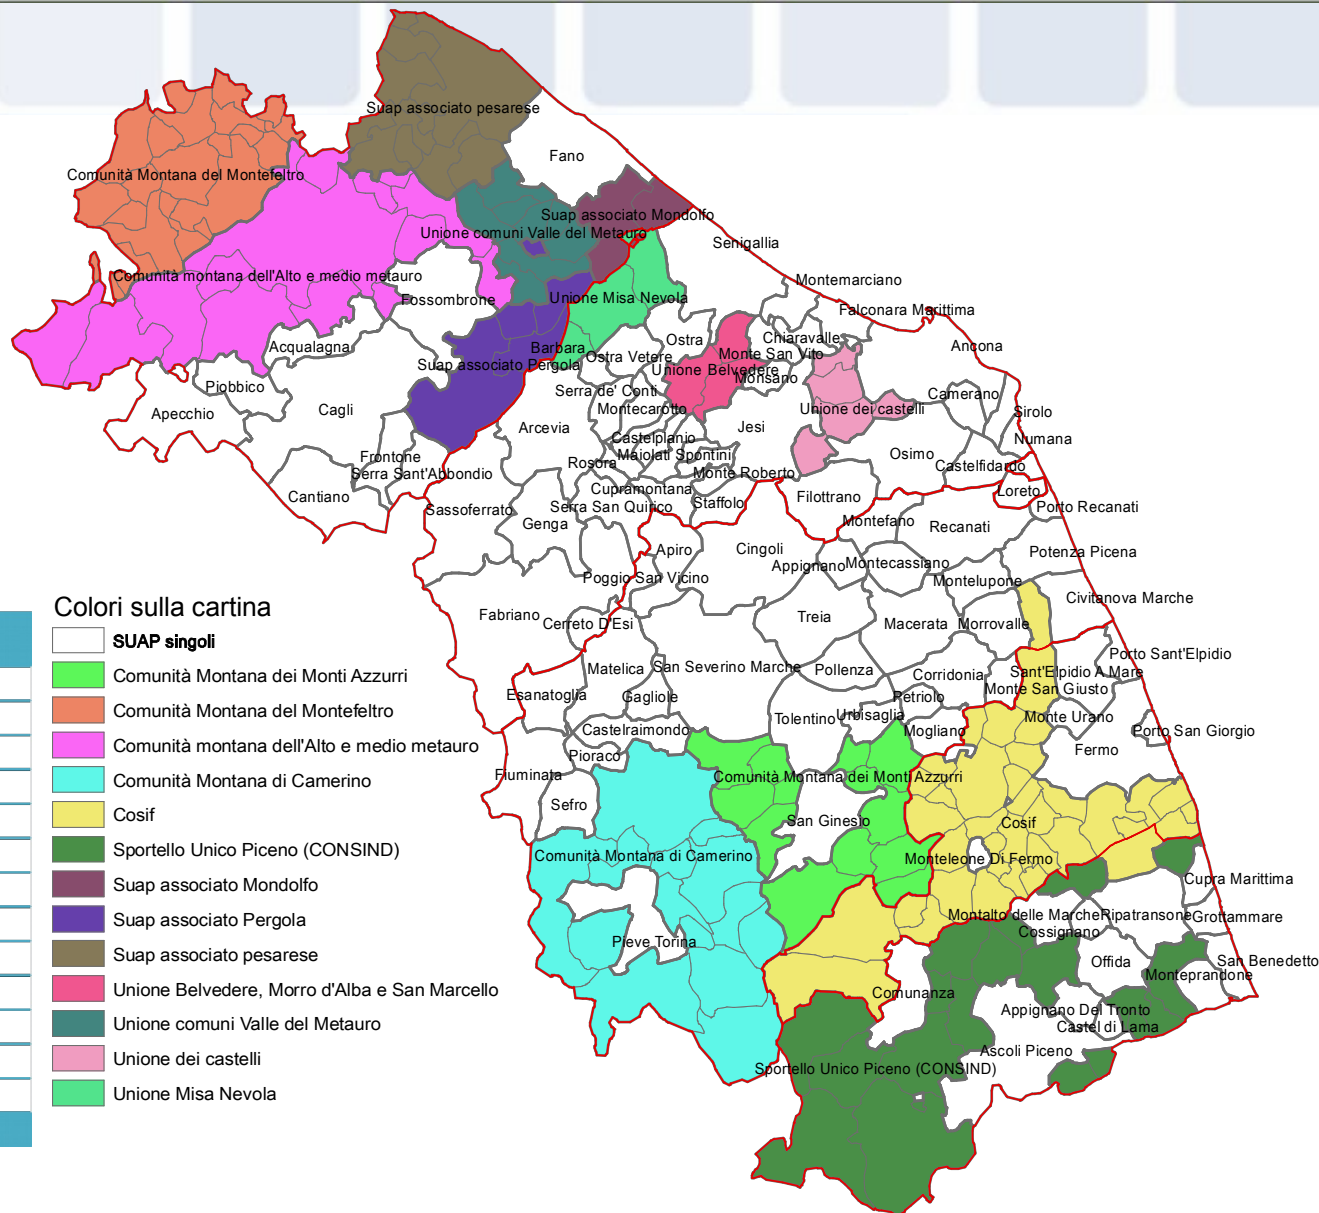 Suap associato pesarese
Fano
Comunità Montana del Montefeltro
Suap associato Mondolfo
Unione comuni Valle del Metauro
Senigallia
Comunità montana dell'Alto e medio metauro
Montemarciano
Fossombrone
Unione Misa Nevola
Falconara Marittima
Acqualagna
Barbara
Ostra
Chiaravalle
Ancona
Ostra Vetere
Monte San Vito
Suap associato Pergola
Unione Belvedere
Monsano
Piobbico
Serra de' Conti
Camerano
Apecchio
Cagli
Montecarotto
Unione dei castelli
Sirolo
Arcevia
Jesi
Castelplanio
Numana
Frontone
Maiolati Spontini
Osimo
Rosora
Castelfidardo
Serra Sant'Abbondio
Monte Roberto
Cantiano
Cupramontana
Filottrano
Loreto
Sassoferrato
Serra San Quirico
Staffolo
Porto Recanati
Genga
Montefano
Recanati
Apiro
Cingoli
Potenza Picena
Appignano
Montecassiano
Poggio San Vicino
Montelupone
Civitanova Marche
Fabriano
Cerreto D'Esi
Treia
Macerata
Morrovalle
Porto Sant'Elpidio
Matelica
San Severino Marche
Pollenza
Corridonia
Sant'Elpidio A Mare
Esanatoglia
Gagliole
Petriolo
Monte San Giusto
Tolentino
Urbisaglia
Monte Urano
Castelraimondo
Mogliano
Porto San Giorgio
Pioraco
Fermo
Fiuminata
Comunità Montana dei Monti Azzurri
Sefro
San Ginesio
Cosif
Comunità Montana di Camerino
Monteleone Di Fermo
Cupra Marittima
Montalto delle Marche
Ripatransone
Grottammare
Pieve Torina
Cossignano
Offida
San Benedetto
Monteprandone
Comunanza
Appignano Del Tronto
Castel di Lama
Ascoli Piceno
Sportello Unico Piceno (CONSIND)
Colori sulla cartina
SUAP singoli
Comunità Montana dei Monti Azzurri
Comunità Montana del Montefeltro
Comunità montana dell'Alto e medio metauro
Comunità Montana di Camerino
Cosif
Sportello Unico Piceno (CONSIND)
Suap associato Mondolfo
Suap associato Pergola
Suap associato pesarese
Unione Belvedere, Morro d'Alba e San Marcello
Unione comuni Valle del Metauro
Unione dei castelli
Unione Misa Nevola